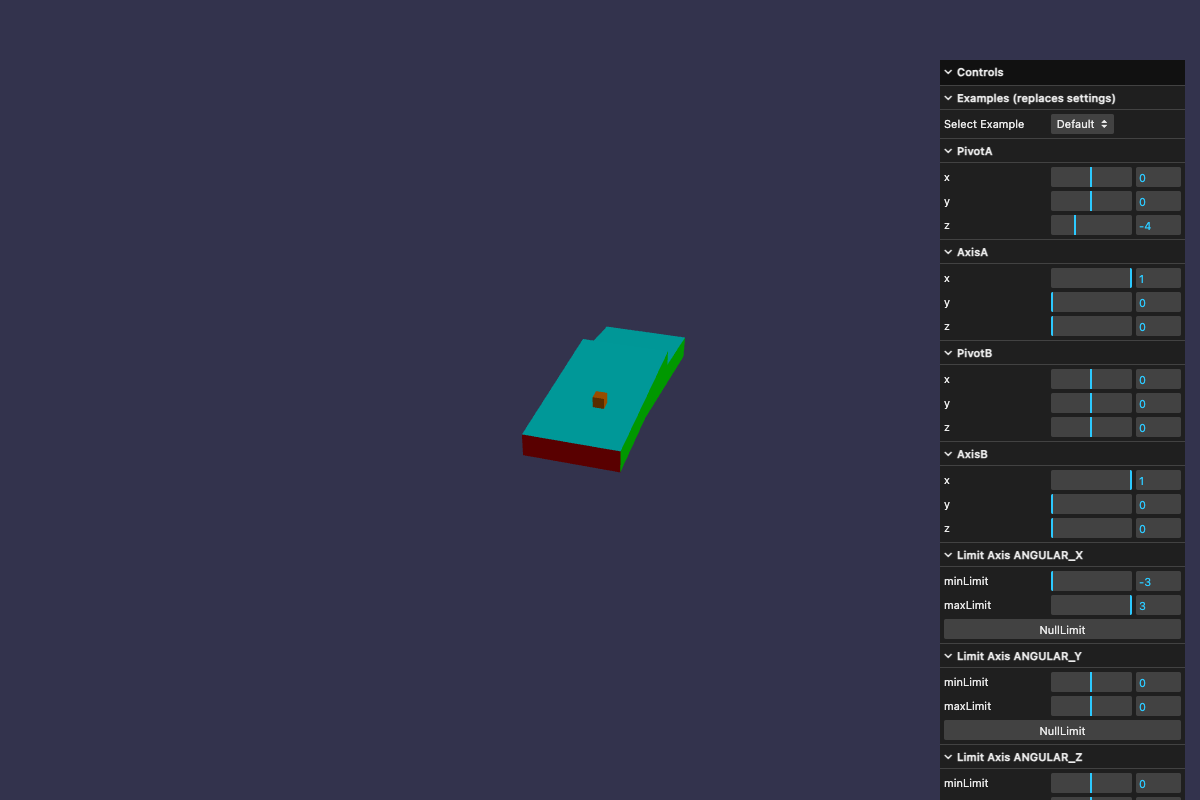 Controls
Examples (replaces settings)
Select Example Default
PivotA
x 0
y 0
z -4
AxisA
x 1
y 0
z 0
PivotB
x 0
y 0
z 0
AxisB
x 1
y 0
z 0
Limit Axis ANGULAR_X
minLimit -3
maxLimit 3
NullLimit
Limit Axis ANGULAR_Y
minLimit 0
maxLimit 0
NullLimit
Limit Axis ANGULAR_Z
minLimit 0